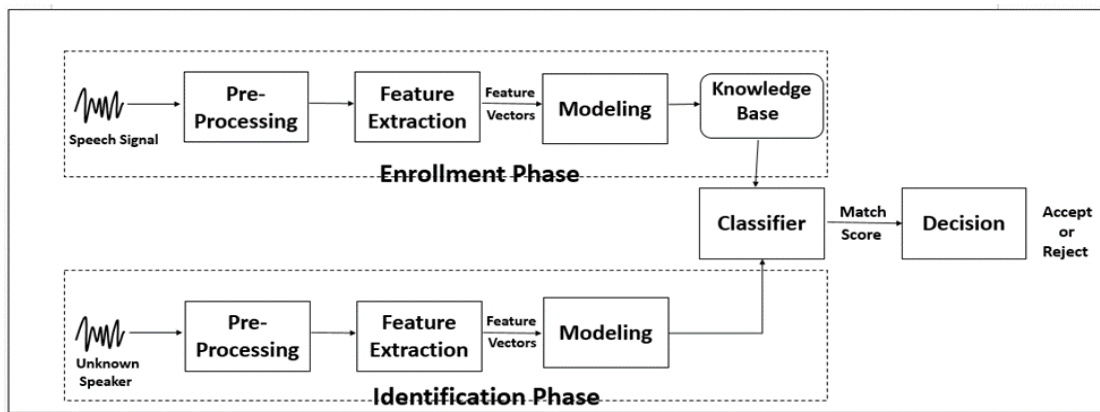 Speech Signal
Pre-
Processing
Feature
Extraction
Feature
Vectors
Modeling
Knowledge
Base
Enrollment Phase
Classifier
Match
Score
Decision
Accept
or
Reject
Unknown
Speaker
Pre-
Processing
Feature
Extraction
Feature
Vectors
Modeling
Identification Phase